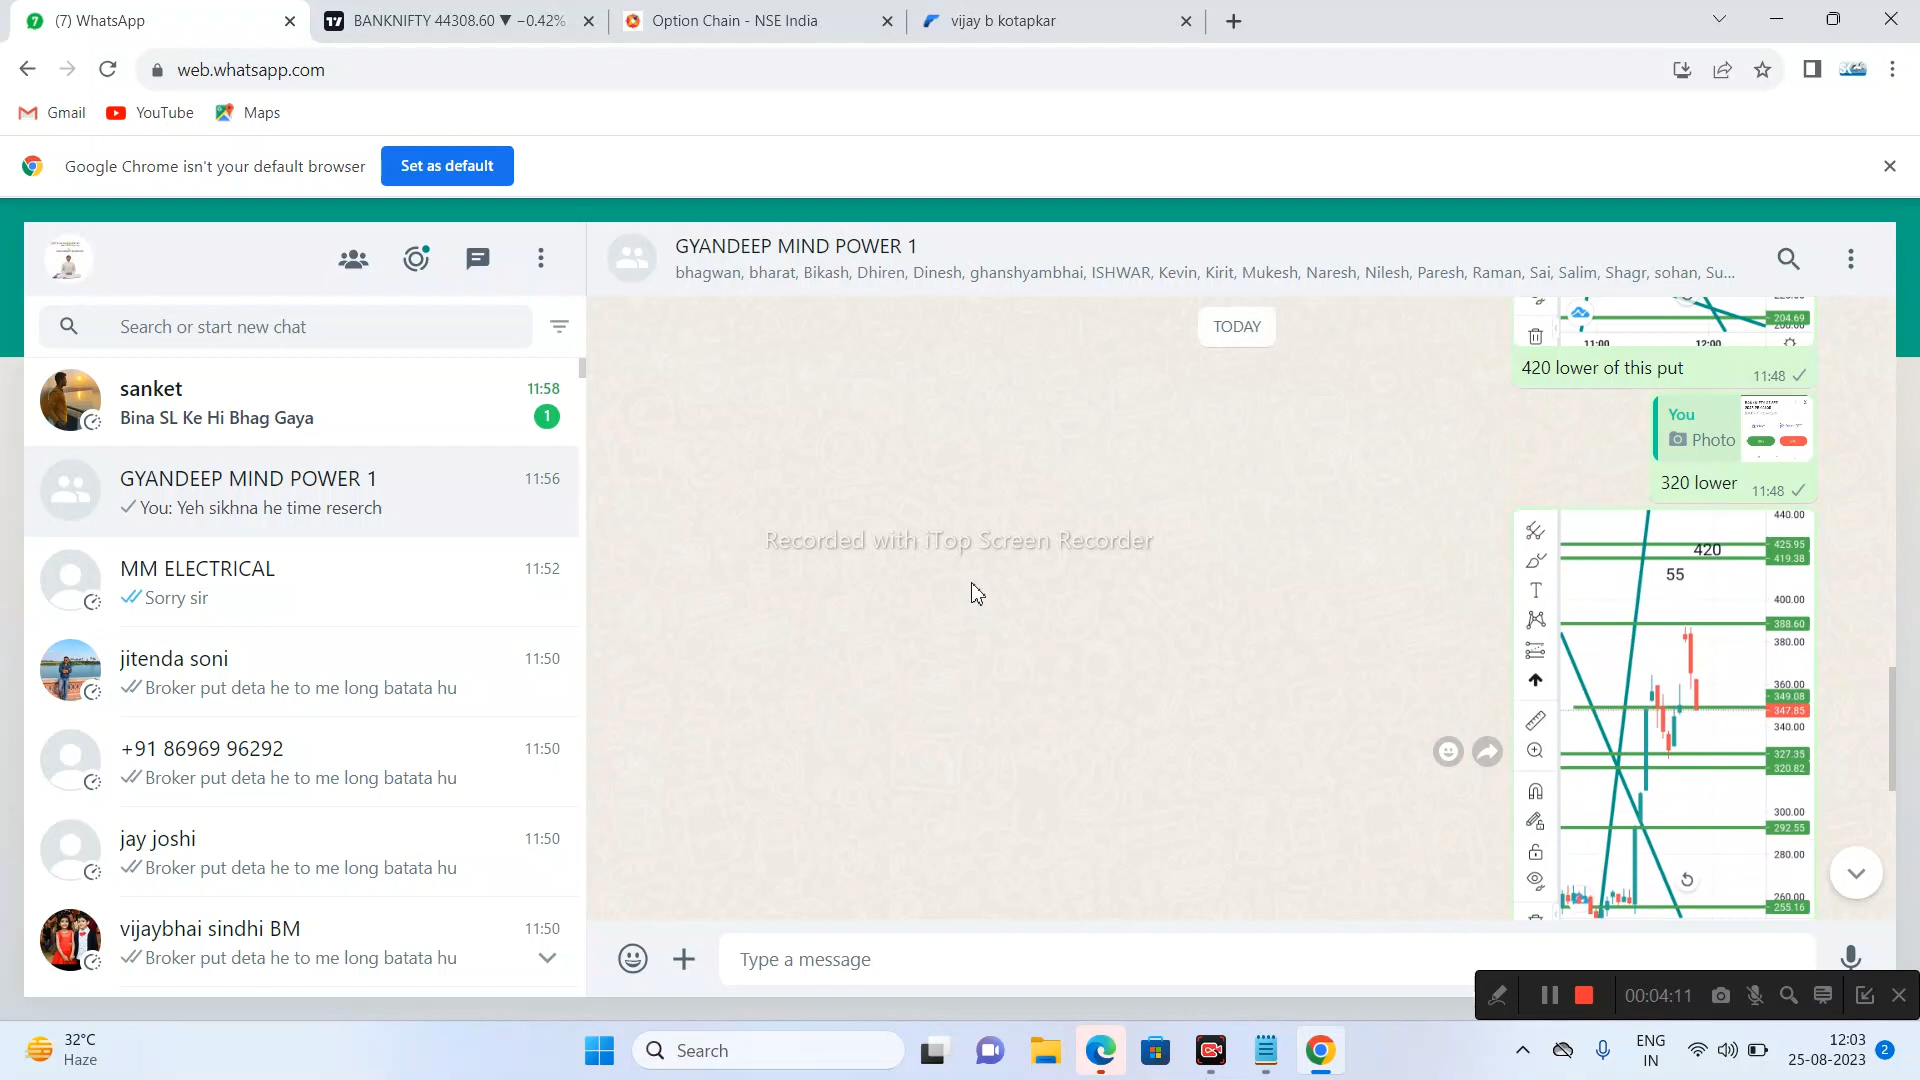 (7) WhatsApp
BANKNIFTY 44308.60 ▼ −0.42%
Option Chain - NSE India
vijay b kotapkar
web.whatsapp.com
Gmail
YouTube
Maps
Google Chrome isn't your default browser
Set as default
GYANDEEP MIND POWER 1
bhagwan, bharat, Bikash, Dhiren, Dinesh, ghanshyambhai, ISHWAR, Kevin, Kirit, Mukesh, Naresh, Nilesh, Paresh, Raman, Sai, Salim, Shagr, sohan, Su...
Search or start new chat
sanket
11:58
Bina SL Ke Hi Bhag Gaya
1
GYANDEEP MIND POWER 1
11:56
You: Yeh sikhna he time reserch
MM ELECTRICAL
11:52
Sorry sir
jitenda soni
11:50
Broker put deta he to me long batata hu
+91 86969 96292
11:50
Broker put deta he to me long batata hu
jay joshi
11:50
Broker put deta he to me long batata hu
vijaybhai sindhi BM
11:50
Broker put deta he to me long batata hu
TODAY
204.69
200.00
11:00
12:00
420 lower of this put
11:48
You
Photo
320 lower
11:48
440.00
425.95
420
419.38
55
400.00
388.60
380.00
360.00
349.08
347.85
340.00
327.35
320.82
300.00
292.55
280.00
260.00
255.16
Recorded with iTop Screen Recorder
Type a message
00:04:11
32°C
Haze
Search
ENG
IN
12:03
25-08-2023
2